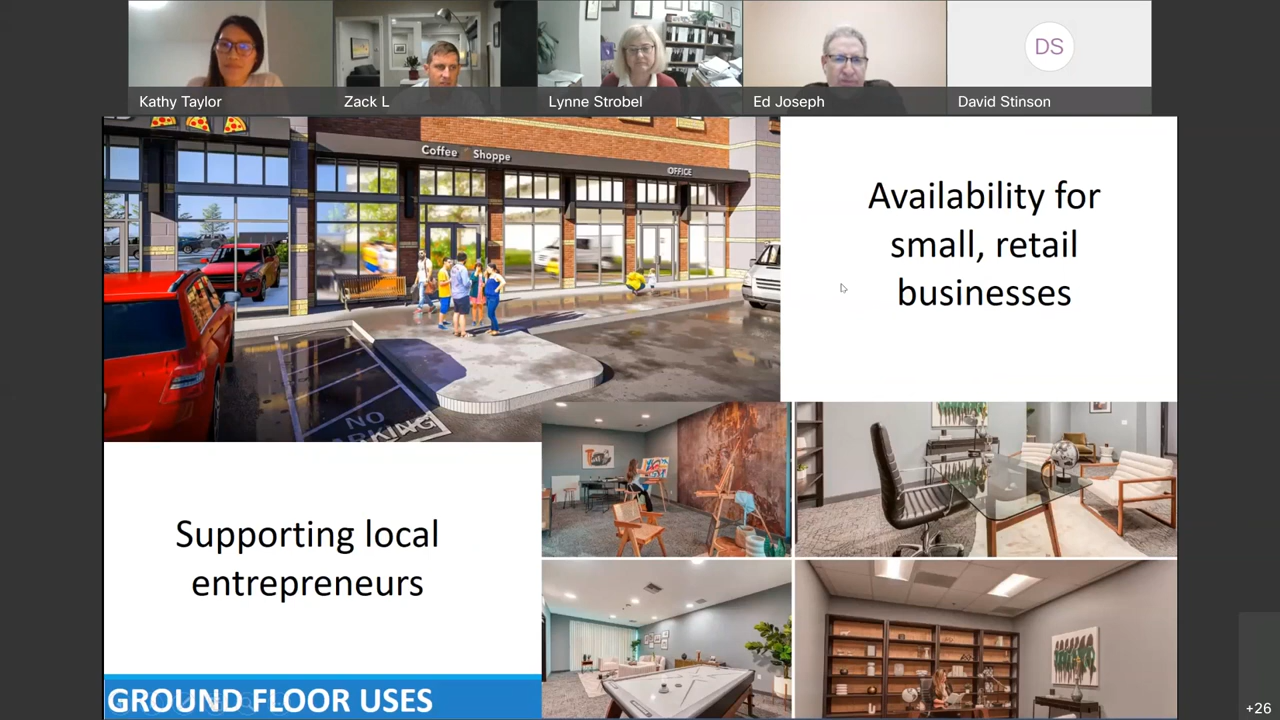 Kathy Taylor
Zack L
Lynne Strobel
Ed Joseph
DS
David Stinson
Coffee Shoppe
OFFICE
Availability for
small, retail
businesses
NO
PARKING
Supporting local
entrepreneurs
GROUND FLOOR USES
+26